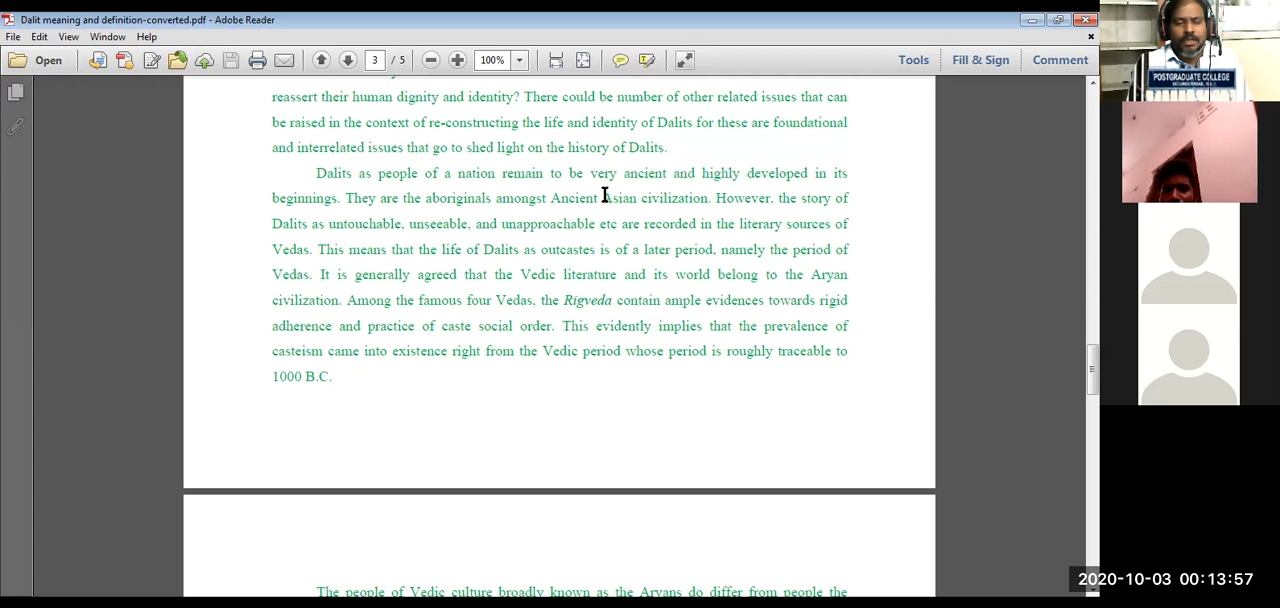 Dalit meaning and definition-converted.pdf - Adobe Reader
File Edit View Window Help
Open 3 / 5 100% Tools Fill & Sign Comment
reassert their human dignity and identity? There could be number of other related issues that can
be raised in the context of re-constructing the life and identity of Dalits for these are foundational
and interrelated issues that go to shed light on the history of Dalits.
Dalits as people of a nation remain to be very ancient and highly developed in its
beginnings. They are the aboriginals amongst Ancient Asian civilization. However, the story of
Dalits as untouchable, unseeable, and unapproachable etc are recorded in the literary sources of
Vedas. This means that the life of Dalits as outcastes is of a later period, namely the period of
Vedas. It is generally agreed that the Vedic literature and its world belong to the Aryan
civilization. Among the famous four Vedas, the Rigveda contain ample evidences towards rigid
adherence and practice of caste social order. This evidently implies that the prevalence of
casteism came into existence right from the Vedic period whose period is roughly traceable to
1000 B.C.
The people of Vedic culture broadly known as the Aryans do differ from people the
POSTGRADUATE COLLEGE
2020-10-03 00:13:57